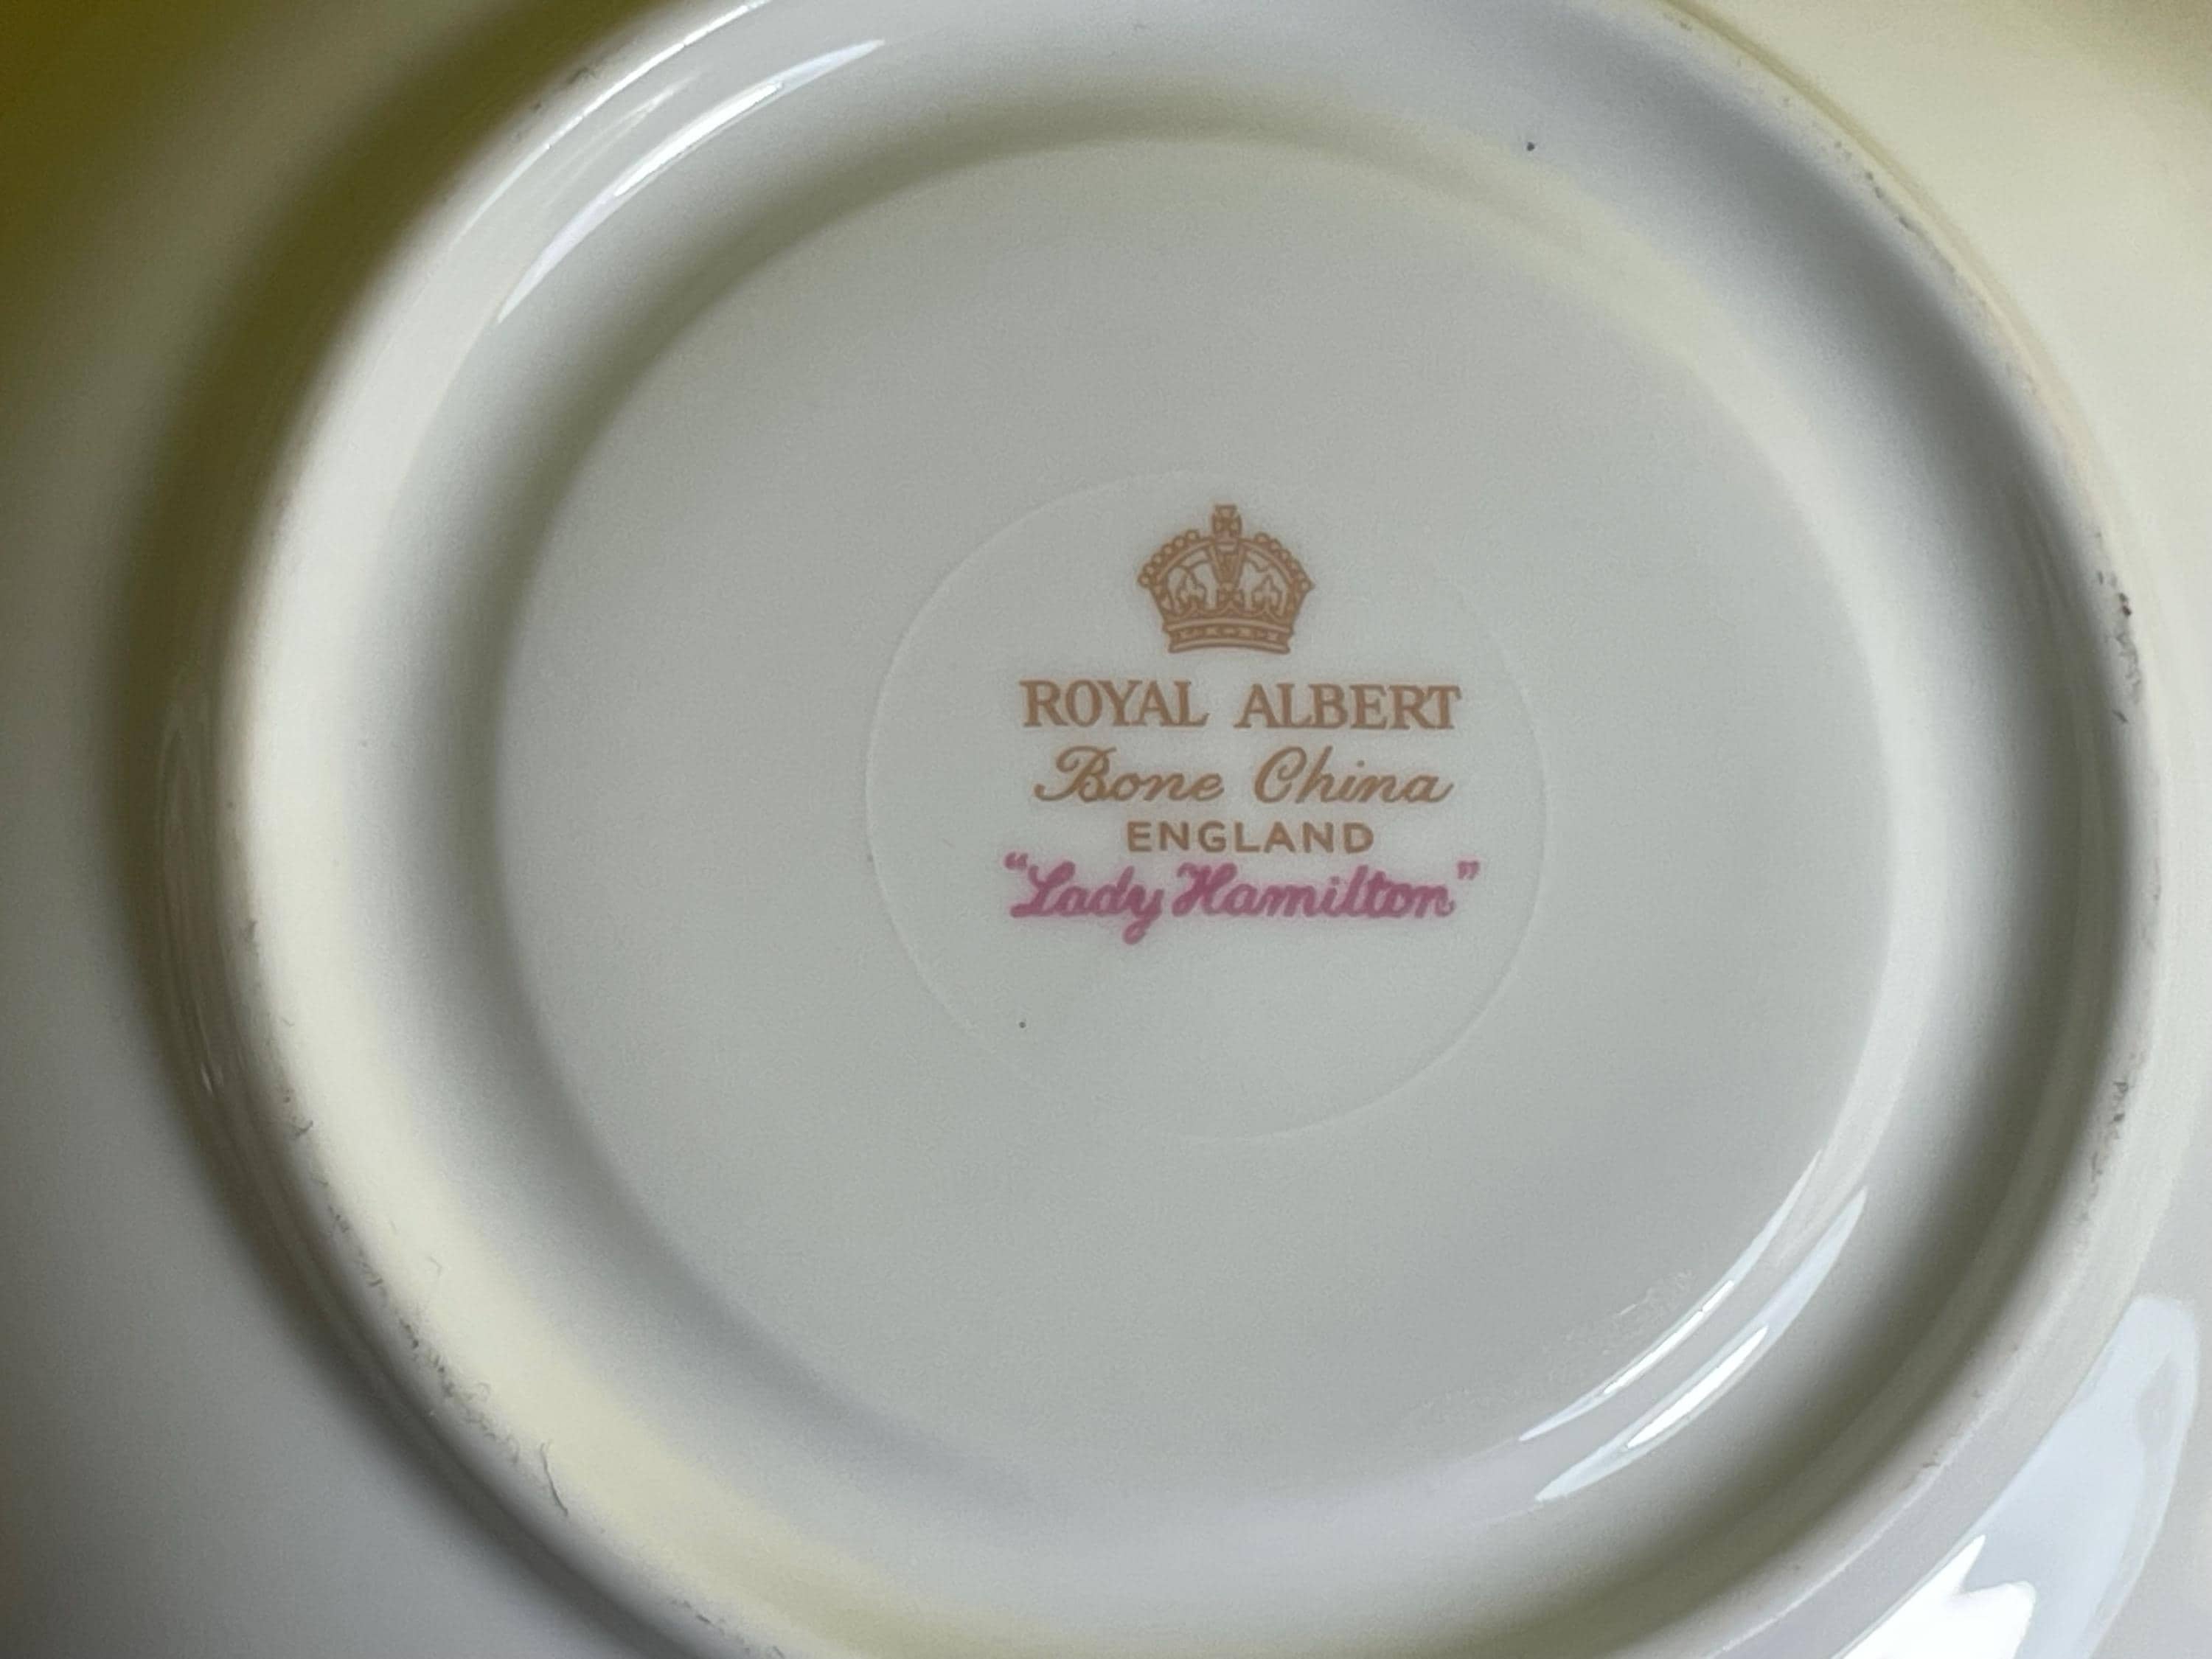 ROYAL ALBERT
Bone China
ENGLAND
"Lady Hamilton"